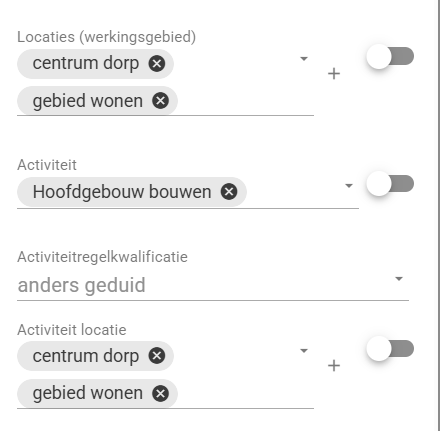 Locaties (werkingsgebied)
centrum dorp
gebied wonen
Activiteit
Hoofdgebouw bouwen
Activiteitregelkwalificatie
anders geduid
Activiteit locatie
centrum dorp
gebied wonen